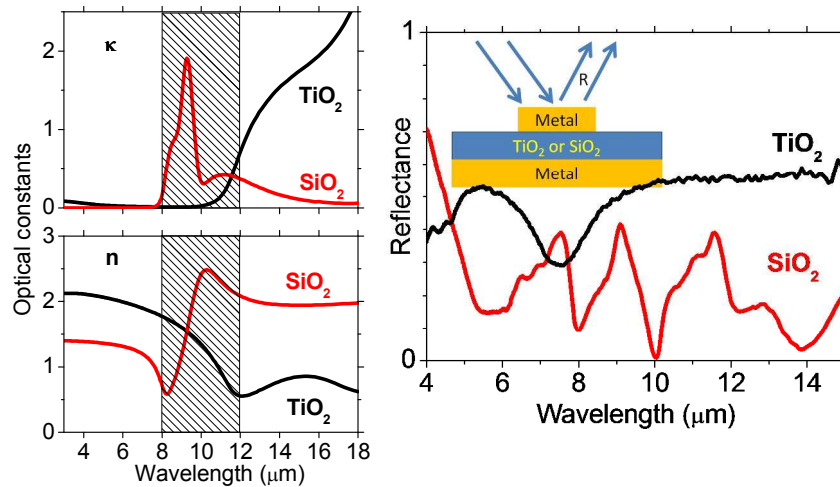 κ
TiO₂
SiO₂
2
1
0
Optical constants
n
SiO₂
TiO₂
3
2
1
0
4 6 8 10 12 14 16 18
Wavelength (μm)
1
0
Reflectance
R
Metal
TiO₂ or SiO₂
Metal
TiO₂
SiO₂
4 6 8 10 12 14
Wavelength (μm)